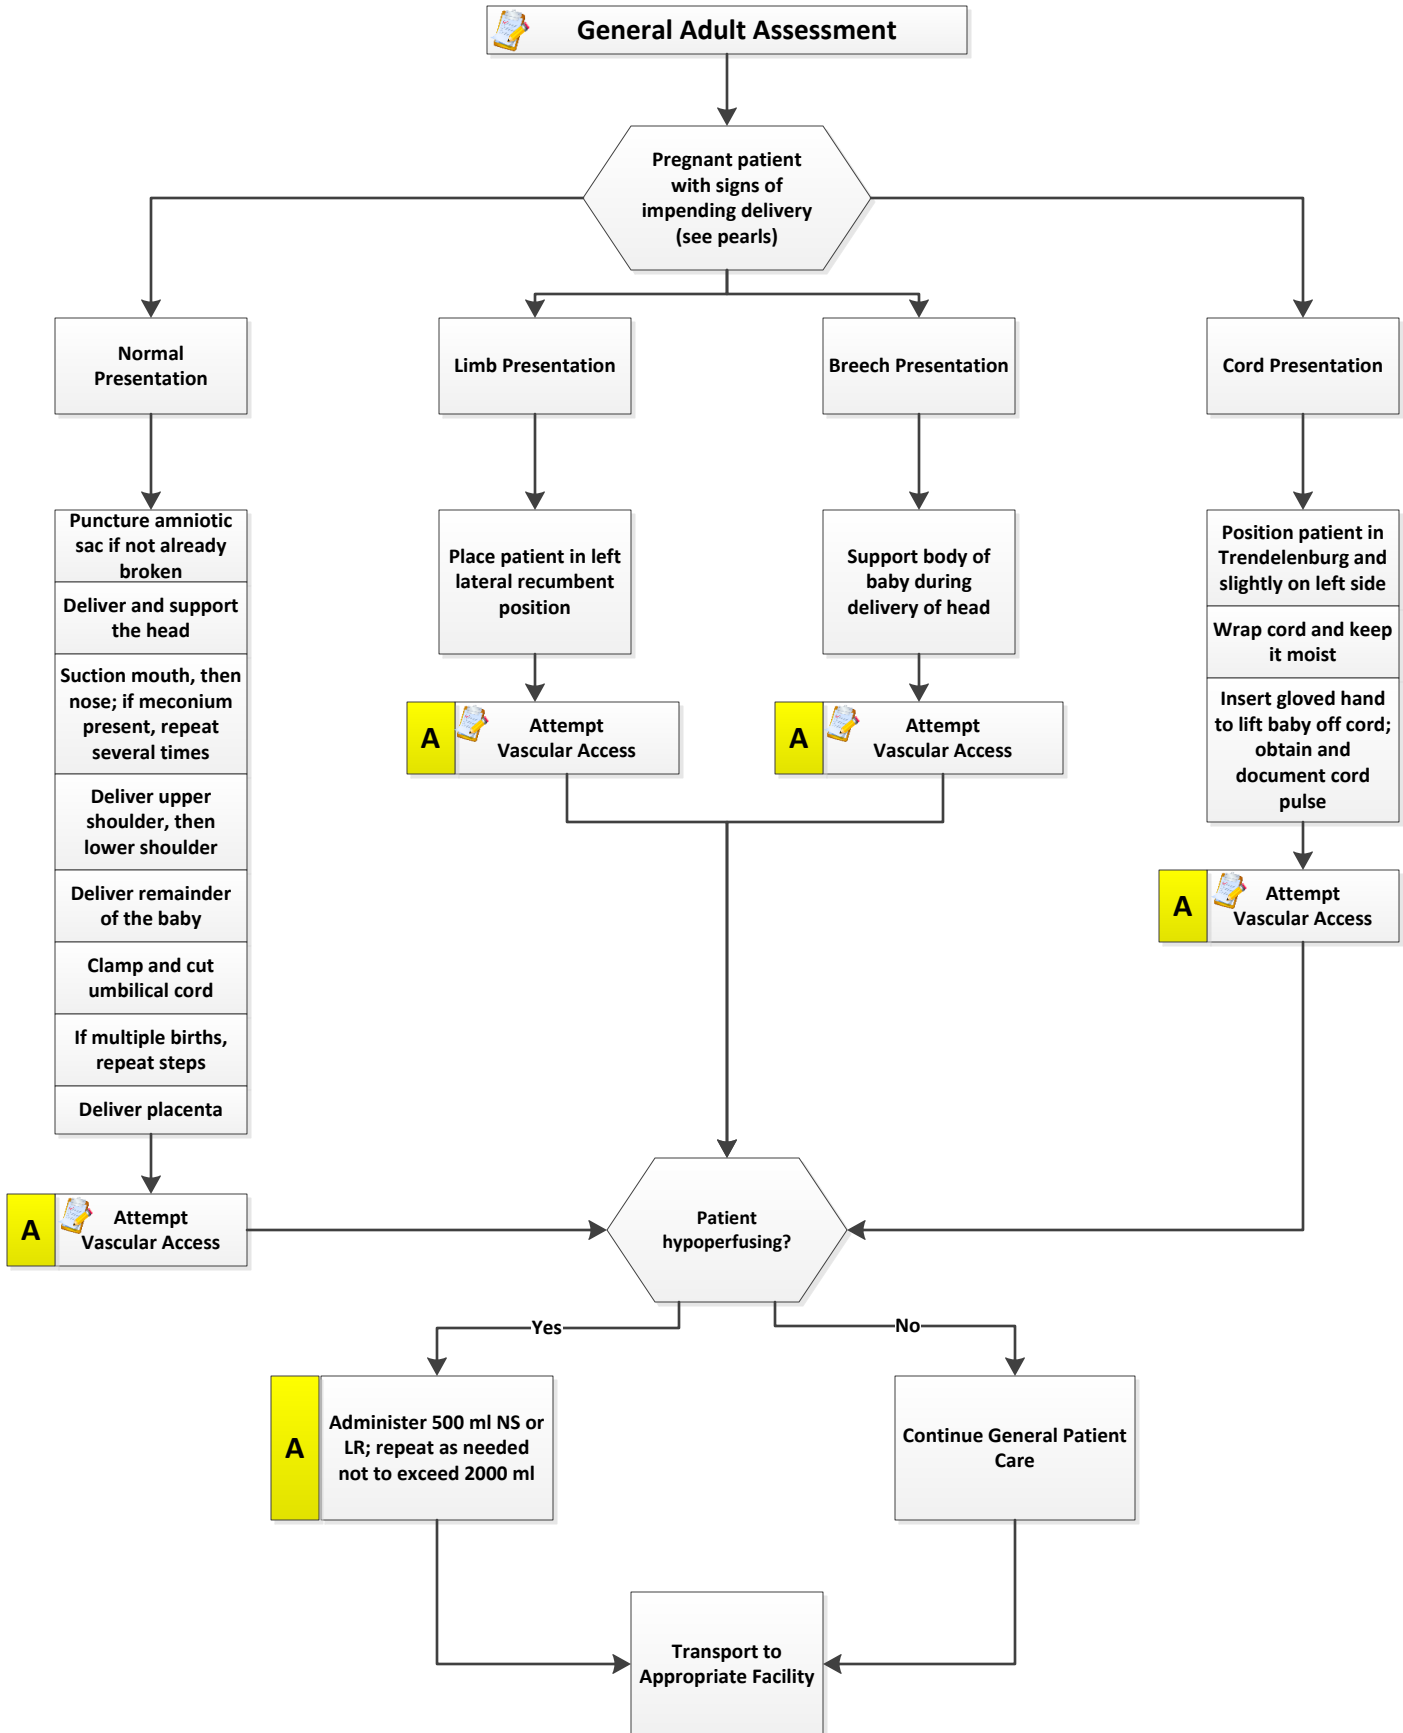 General Adult Assessment
Pregnant patient
with signs of
impending delivery
(see pearls)
Normal
Presentation
Limb Presentation
Breech Presentation
Cord Presentation
Puncture amniotic
sac if not already
broken
Deliver and support
the head
Suction mouth, then
nose; if meconium
present, repeat
several times
Deliver upper
shoulder, then
lower shoulder
Deliver remainder
of the baby
Clamp and cut
umbilical cord
If multiple births,
repeat steps
Deliver placenta
A
Attempt
Vascular Access
Place patient in left
lateral recumbent
position
A
Attempt
Vascular Access
Support body of
baby during
delivery of head
A
Attempt
Vascular Access
Position patient in
Trendelenburg and
slightly on left side
Wrap cord and keep
it moist
Insert gloved hand
to lift baby off cord;
obtain and
document cord
pulse
A
Attempt
Vascular Access
Patient
hypoperfusing?
Yes
No
A
Administer 500 ml NS or
LR; repeat as needed
not to exceed 2000 ml
Continue General Patient
Care
Transport to
Appropriate Facility